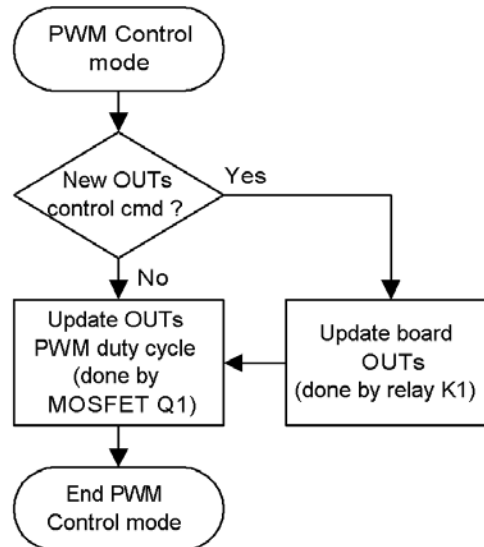 PWM Control
mode
New OUTs
control cmd ?
Yes
No
Update OUTs
PWM duty cycle
(done by
MOSFET Q1)
Update board
OUTs
(done by relay K1)
End PWM
Control mode